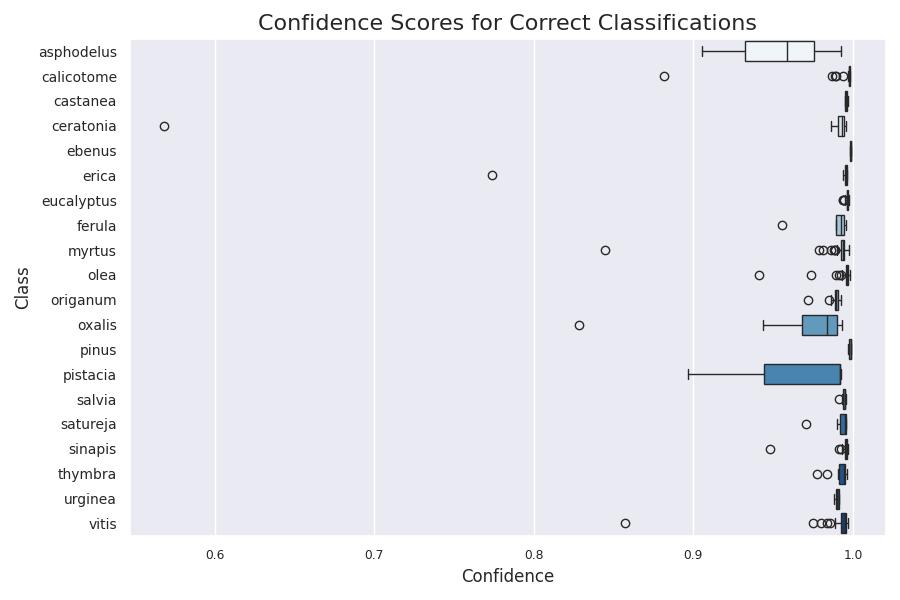 Confidence Scores for Correct Classifications
asphodelus
calicotome
castanea
ceratonia
ebenus
erica
eucalyptus
ferula
myrtus
olea
origanum
oxalis
pinus
pistacia
salvia
satureja
sinapis
thymbra
urginea
vitis
Class
0.6 0.7 0.8 0.9 1.0
Confidence